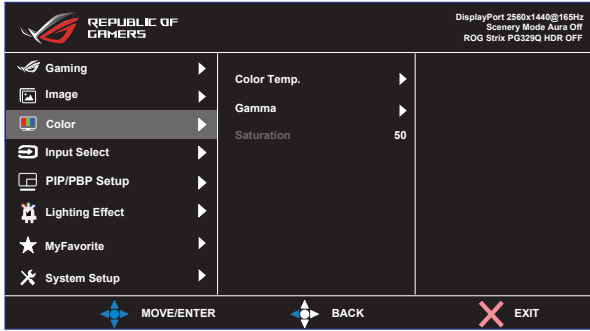 REPUBLIC OF
GAMERS
DisplayPort 2560x1440@165Hz
Scenery Mode Aura Off
ROG Strix PG329Q HDR OFF
Gaming
Image
Color
Input Select
PIP/PBP Setup
Lighting Effect
MyFavorite
System Setup
Color Temp.
Gamma
Saturation 50
MOVE/ENTER BACK EXIT